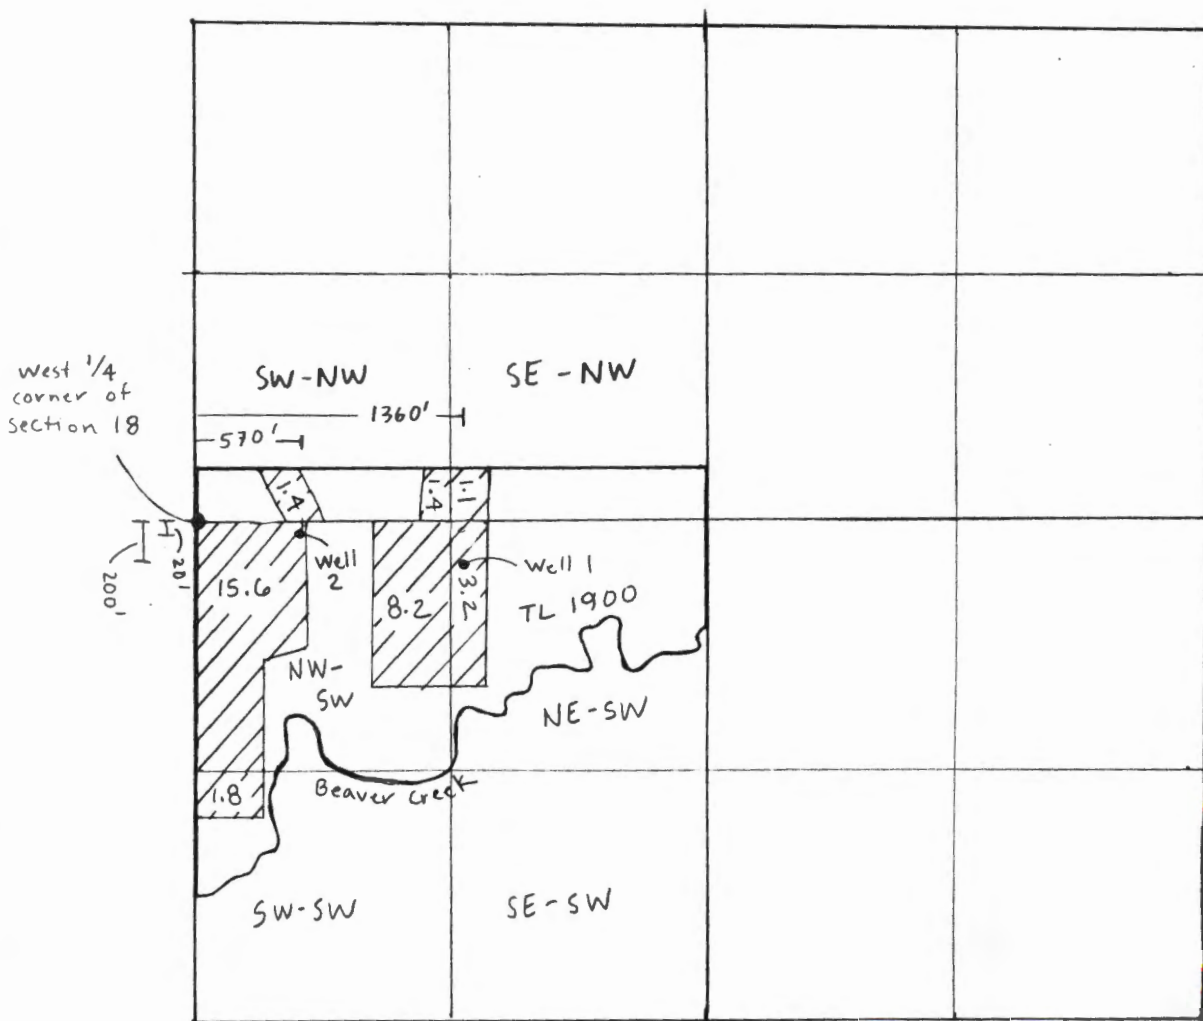 West 1/4
corner of
section 18
SW-NW
SE-NW
1360'
570'
1.4
1.4
1.1
20'
200'
Well
2
Well 1
15.6
8.2
3.2
TL 1900
NW-
SW
NE-SW
1.8
Beaver Creek
SW-SW
SE-SW